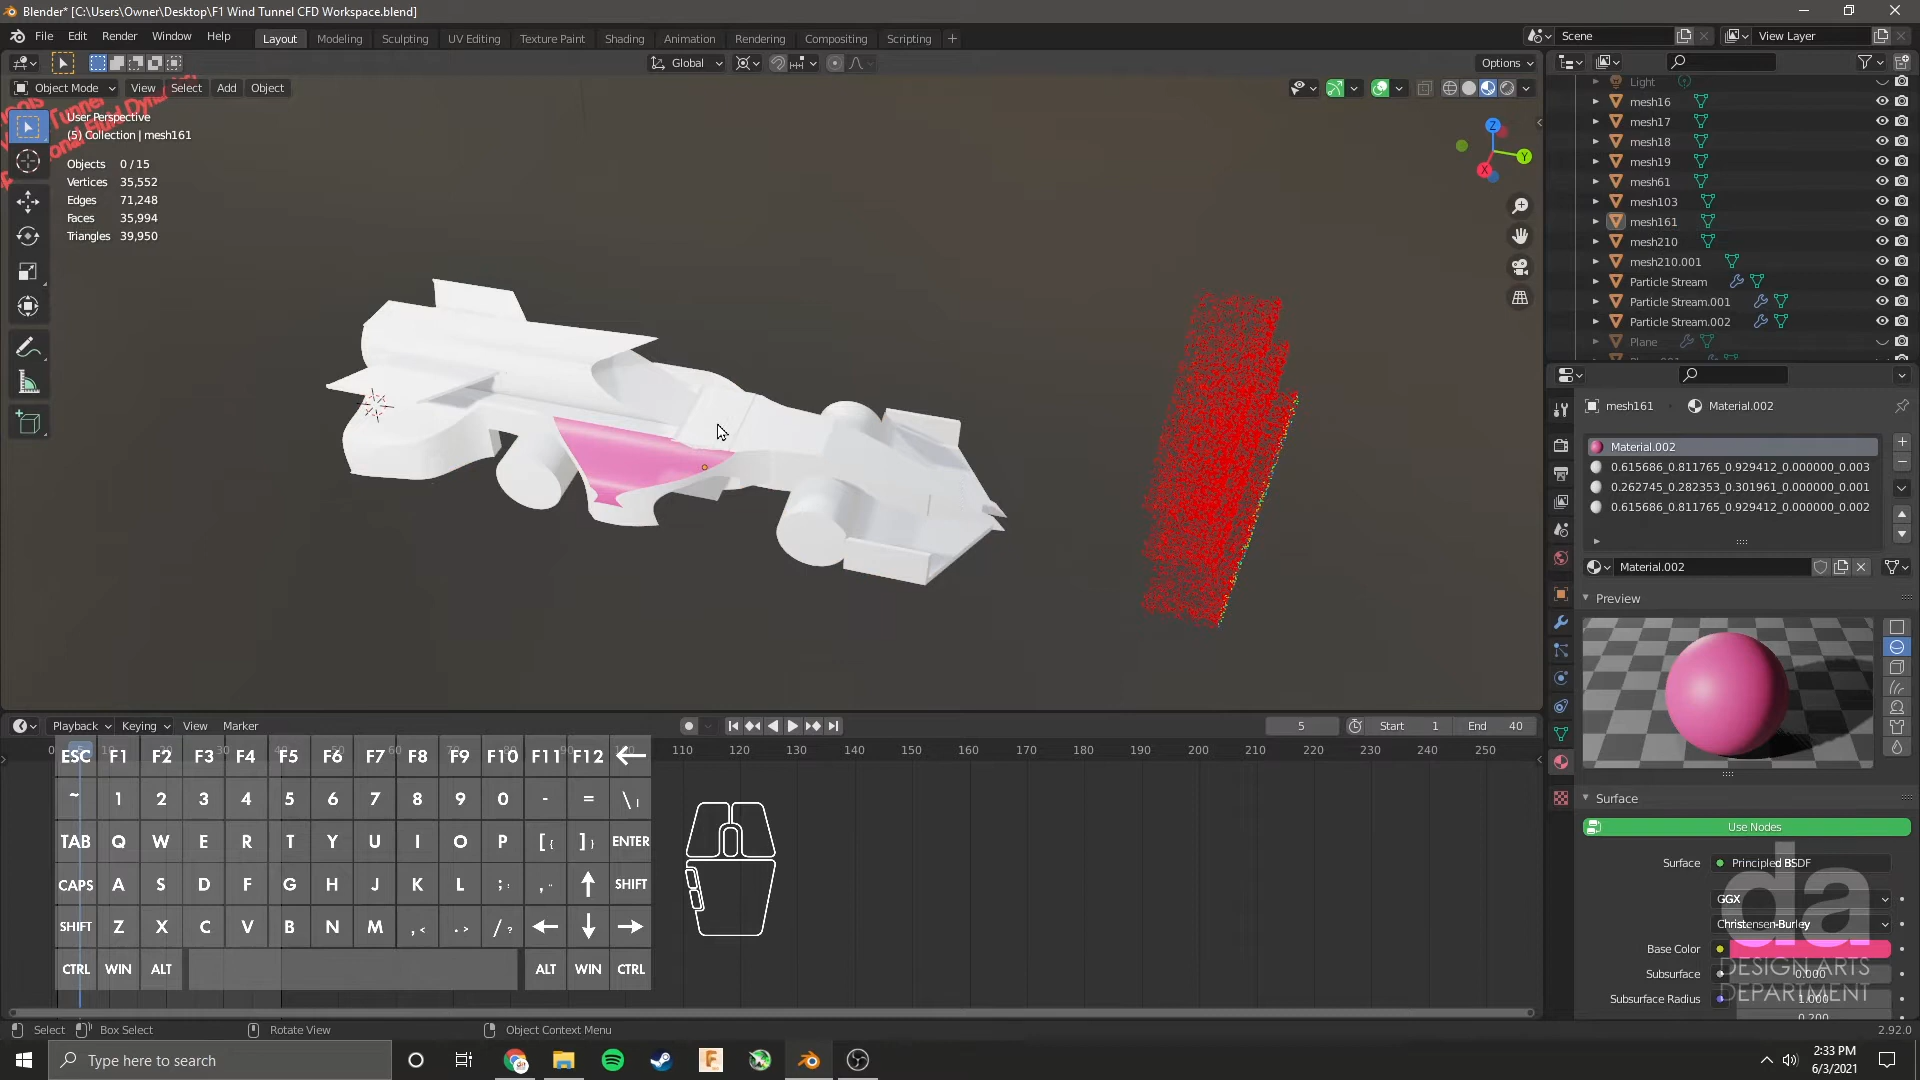 Blender* [C:\Users\Owner\Desktop\F1 Wind Tunnel CFD Workspace.blend]
File Edit Render Window Help
Layout Modeling Sculpting UV Editing Texture Paint Shading Animation Rendering Compositing Scripting +
Scene
View Layer
Global
Options
Object Mode View Select Add Object
User Perspective
(5) Collection | mesh161
Objects 0 / 15
Vertices 35,552
Edges 71,248
Faces 35,994
Triangles 39,950
Z
Y
X
Light
mesh16
mesh17
mesh18
mesh19
mesh61
mesh103
mesh161
mesh210
mesh210.001
Particle Stream
Particle Stream.001
Particle Stream.002
Plane
mesh161 Material.002
Material.002
0.615686_0.811765_0.929412_0.000000_0.003
0.262745_0.282353_0.301961_0.000000_0.001
0.615686_0.811765_0.929412_0.000000_0.002
Material.002
Preview
Surface
Use Nodes
Surface Principled BSDF
GGX
Christensen-Burley
Base Color
Subsurface 0.000
Subsurface Radius 1.000
0.200
da
DESIGN ARTS
DEPARTMENT
Playback Keying View Marker
5 Start 1 End 40
110 120 130 140 150 160 170 180 190 200 210 220 230 240 250
ESC F1 F2 F3 F4 F5 F6 F7 F8 F9 F10 F11 F12 ←
~ 1 2 3 4 5 6 7 8 9 0 - = \ |
TAB Q W E R T Y U I O P [ { ] } ENTER
CAPS A S D F G H J K L ; : , " ↑ SHIFT
SHIFT Z X C V B N M , < . > / ? ← ↓ →
CTRL WIN ALT ALT WIN CTRL
Select Box Select Rotate View Object Context Menu
2.92.0
Type here to search
2:33 PM
6/3/2021